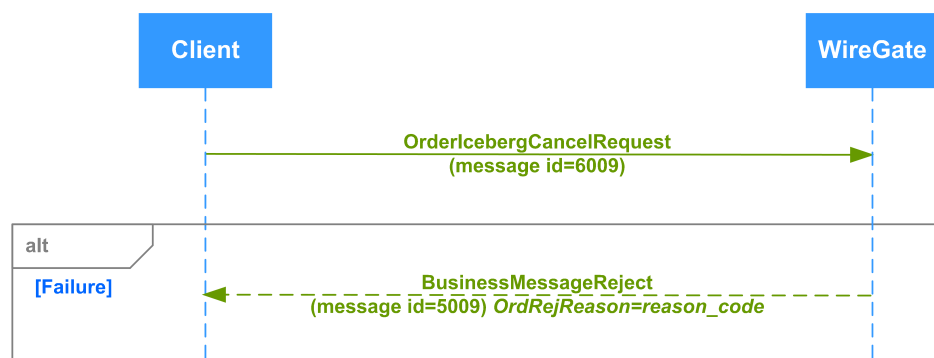 Client WireGate
OrderIcebergCancelRequest
(message id=6009)
alt
[Failure]
BusinessMessageReject
(message id=5009) OrdRejReason=reason_code